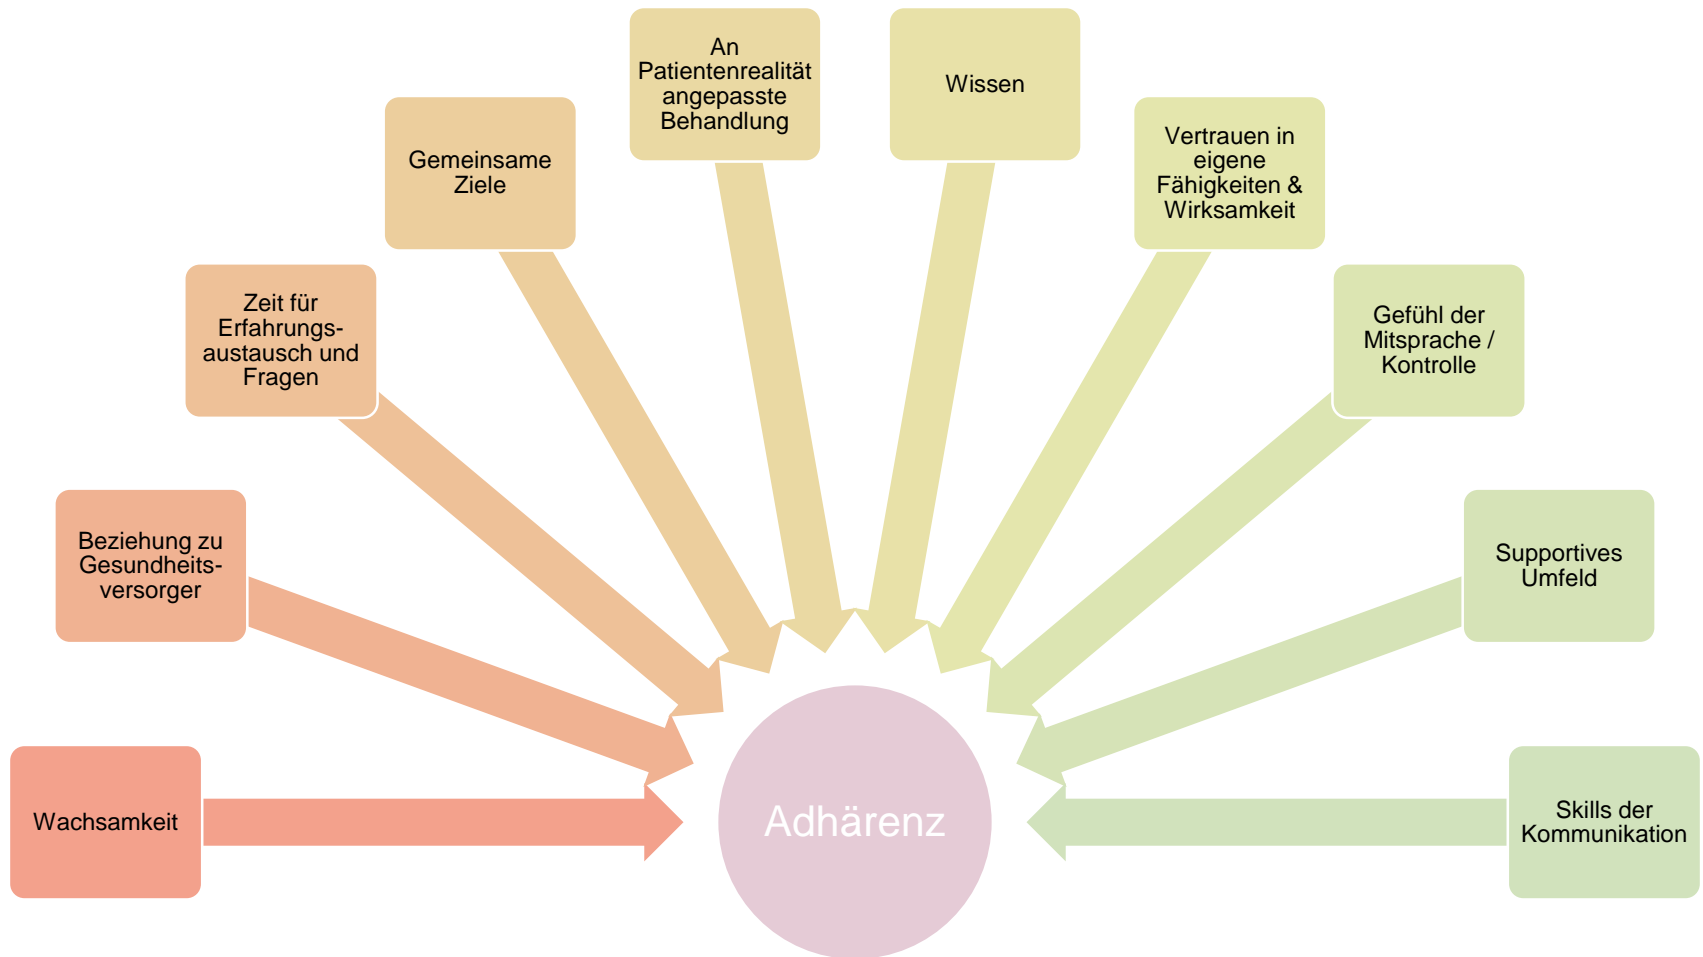 An
Patientenrealität
angepasste
Behandlung
Wissen
Gemeinsame
Ziele
Vertrauen in
eigene
Fähigkeiten &
Wirksamkeit
Zeit für
Erfahrungs-
austausch und
Fragen
Gefühl der
Mitsprache /
Kontrolle
Beziehung zu
Gesundheits-
versorger
Supportives
Umfeld
Wachsamkeit
Adhärenz
Skills der
Kommunikation